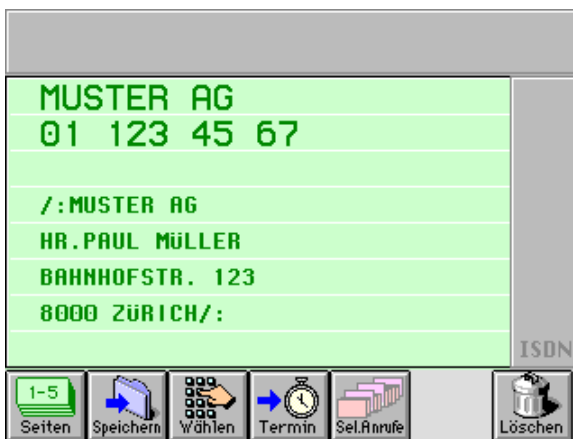 MUSTER AG
01 123 45 67
/:MUSTER AG
HR.PAUL MüLLER
BAHNHOFSTR. 123
8000 ZüRICH/:
ISDN
1-5
Seiten
Speichern
Wählen
Termin
Sel.Anrufe
Löschen